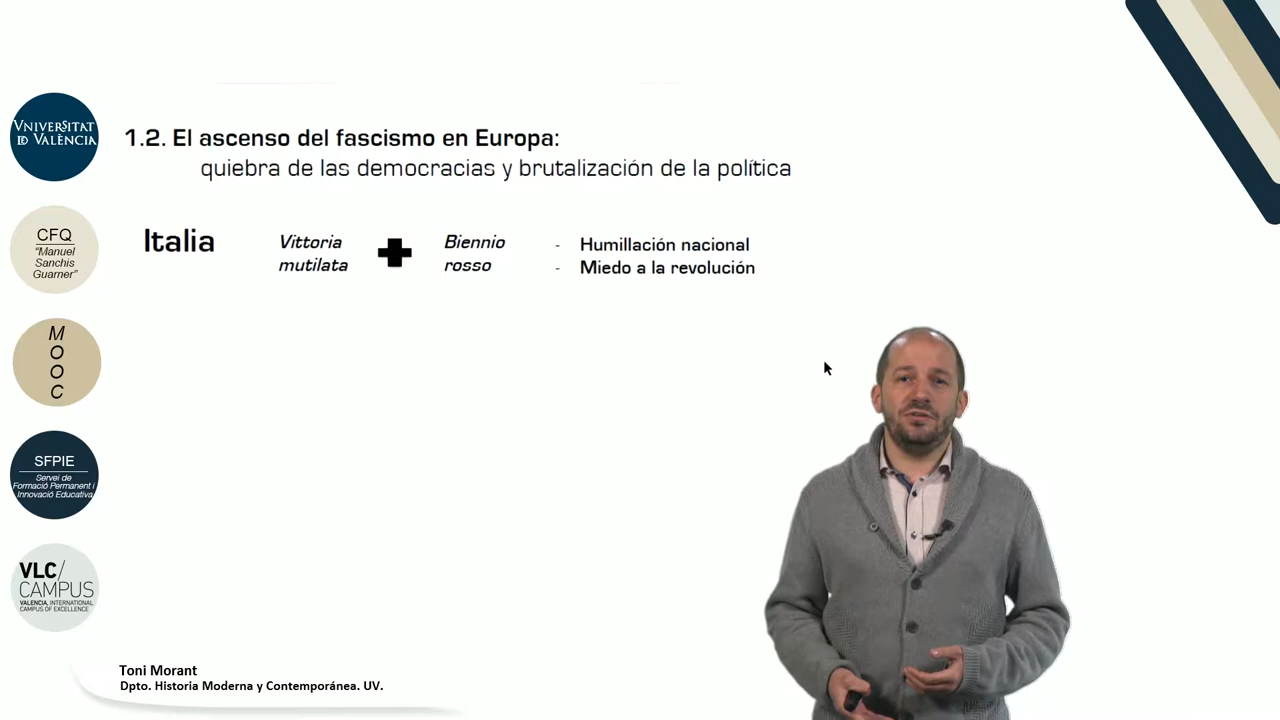 VNIVERSITAT
ID VALÈNCIA
1.2. El ascenso del fascismo en Europa:
quiebra de las democracias y brutalización de la política
CFQ
"Manuel
Sanchis
Guarner"
Italia
Vittoria
mutilata
Biennio
rosso
- Humillación nacional
- Miedo a la revolución
M
O
O
C
SFPIE
Servei de
Formació Permanent i
Innovació Educativa
VLC/
CAMPUS
VALENCIA, INTERNATIONAL
CAMPUS OF EXCELLENCE
Toni Morant
Dpto. Historia Moderna y Contemporánea. UV.